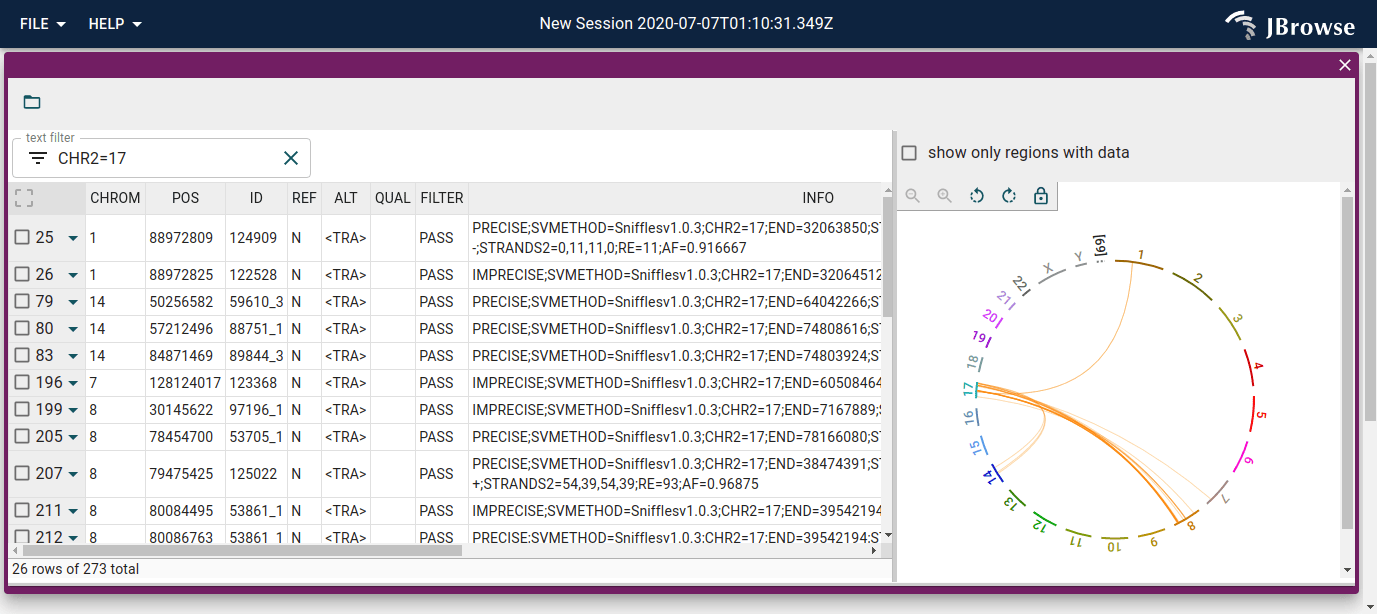 FILE HELP New Session 2020-07-07T01:10:31.349Z JBrowse
text filter
CHR2=17
show only regions with data
CHROM POS ID REF ALT QUAL FILTER INFO
25 1 88972809 124909 N <TRA> PASS PRECISE;SVMETHOD=Snifflesv1.0.3;CHR2=17;END=32063850;S
-;STRANDS2=0,11,11,0;RE=11;AF=0.916667
26 1 88972825 122528 N <TRA> PASS IMPRECISE;SVMETHOD=Snifflesv1.0.3;CHR2=17;END=32064512
79 14 50256582 59610_3 N <TRA> PASS PRECISE;SVMETHOD=Snifflesv1.0.3;CHR2=17;END=64042266;S
80 14 57212496 88751_1 N <TRA> PASS PRECISE;SVMETHOD=Snifflesv1.0.3;CHR2=17;END=74808616;S
83 14 84871469 89844_3 N <TRA> PASS PRECISE;SVMETHOD=Snifflesv1.0.3;CHR2=17;END=74803924;S
196 7 128124017 123368 N <TRA> PASS IMPRECISE;SVMETHOD=Snifflesv1.0.3;CHR2=17;END=60508464
199 8 30145622 97196_1 N <TRA> PASS IMPRECISE;SVMETHOD=Snifflesv1.0.3;CHR2=17;END=7167889;S
205 8 78454700 53705_1 N <TRA> PASS PRECISE;SVMETHOD=Snifflesv1.0.3;CHR2=17;END=78166080;S
207 8 79475425 125022 N <TRA> PASS PRECISE;SVMETHOD=Snifflesv1.0.3;CHR2=17;END=38474391;S
+;STRANDS2=54,39,54,39;RE=93;AF=0.96875
211 8 80084495 53861_1 N <TRA> PASS IMPRECISE;SVMETHOD=Snifflesv1.0.3;CHR2=17;END=39542194
212 8 80086763 53861_1 N <TRA> PASS PRECISE;SVMETHOD=Snifflesv1.0.3;CHR2=17;END=39542194;S
26 rows of 273 total
1
2
3
4
5
6
7
8
9
10
11
12
13
14
15
16
17
18
19
20
21
22
X
Y
[69]